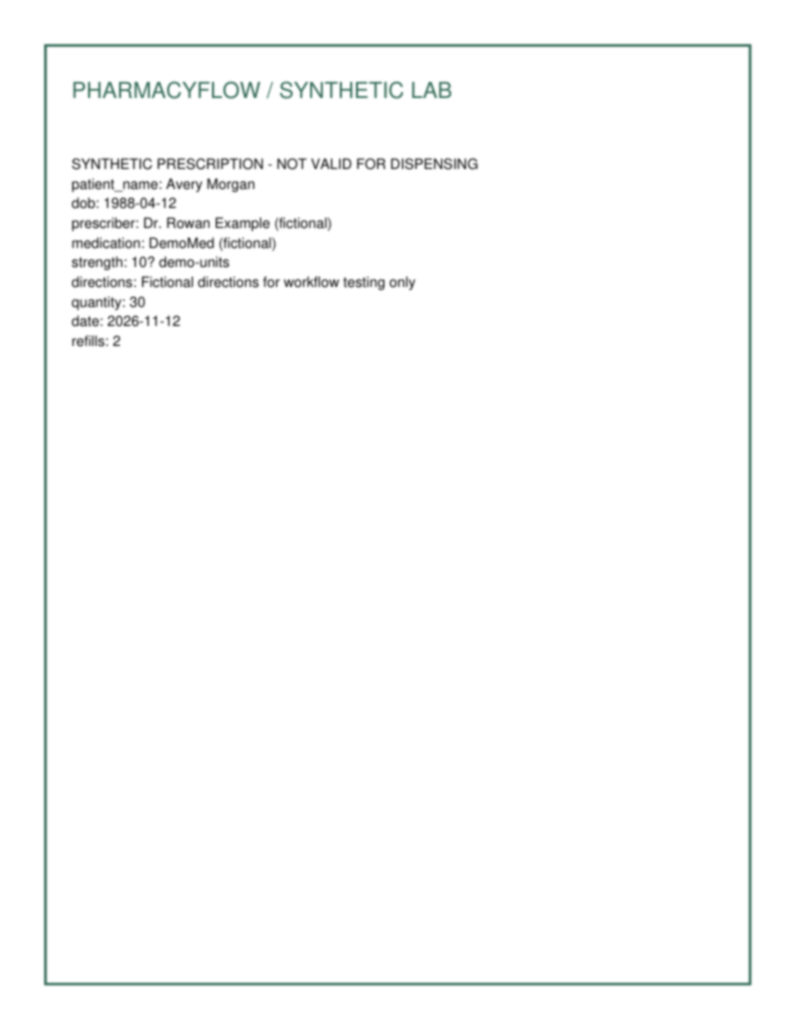 PHARMACYFLOW / SYNTHETIC LAB
SYNTHETIC PRESCRIPTION - NOT VALID FOR DISPENSING
patient_name: Avery Morgan
dob: 1988-04-12
prescriber: Dr. Rowan Example (fictional)
medication: DemoMed (fictional)
strength: 10? demo-units
directions: Fictional directions for workflow testing only
quantity: 30
date: 2026-11-12
refills: 2